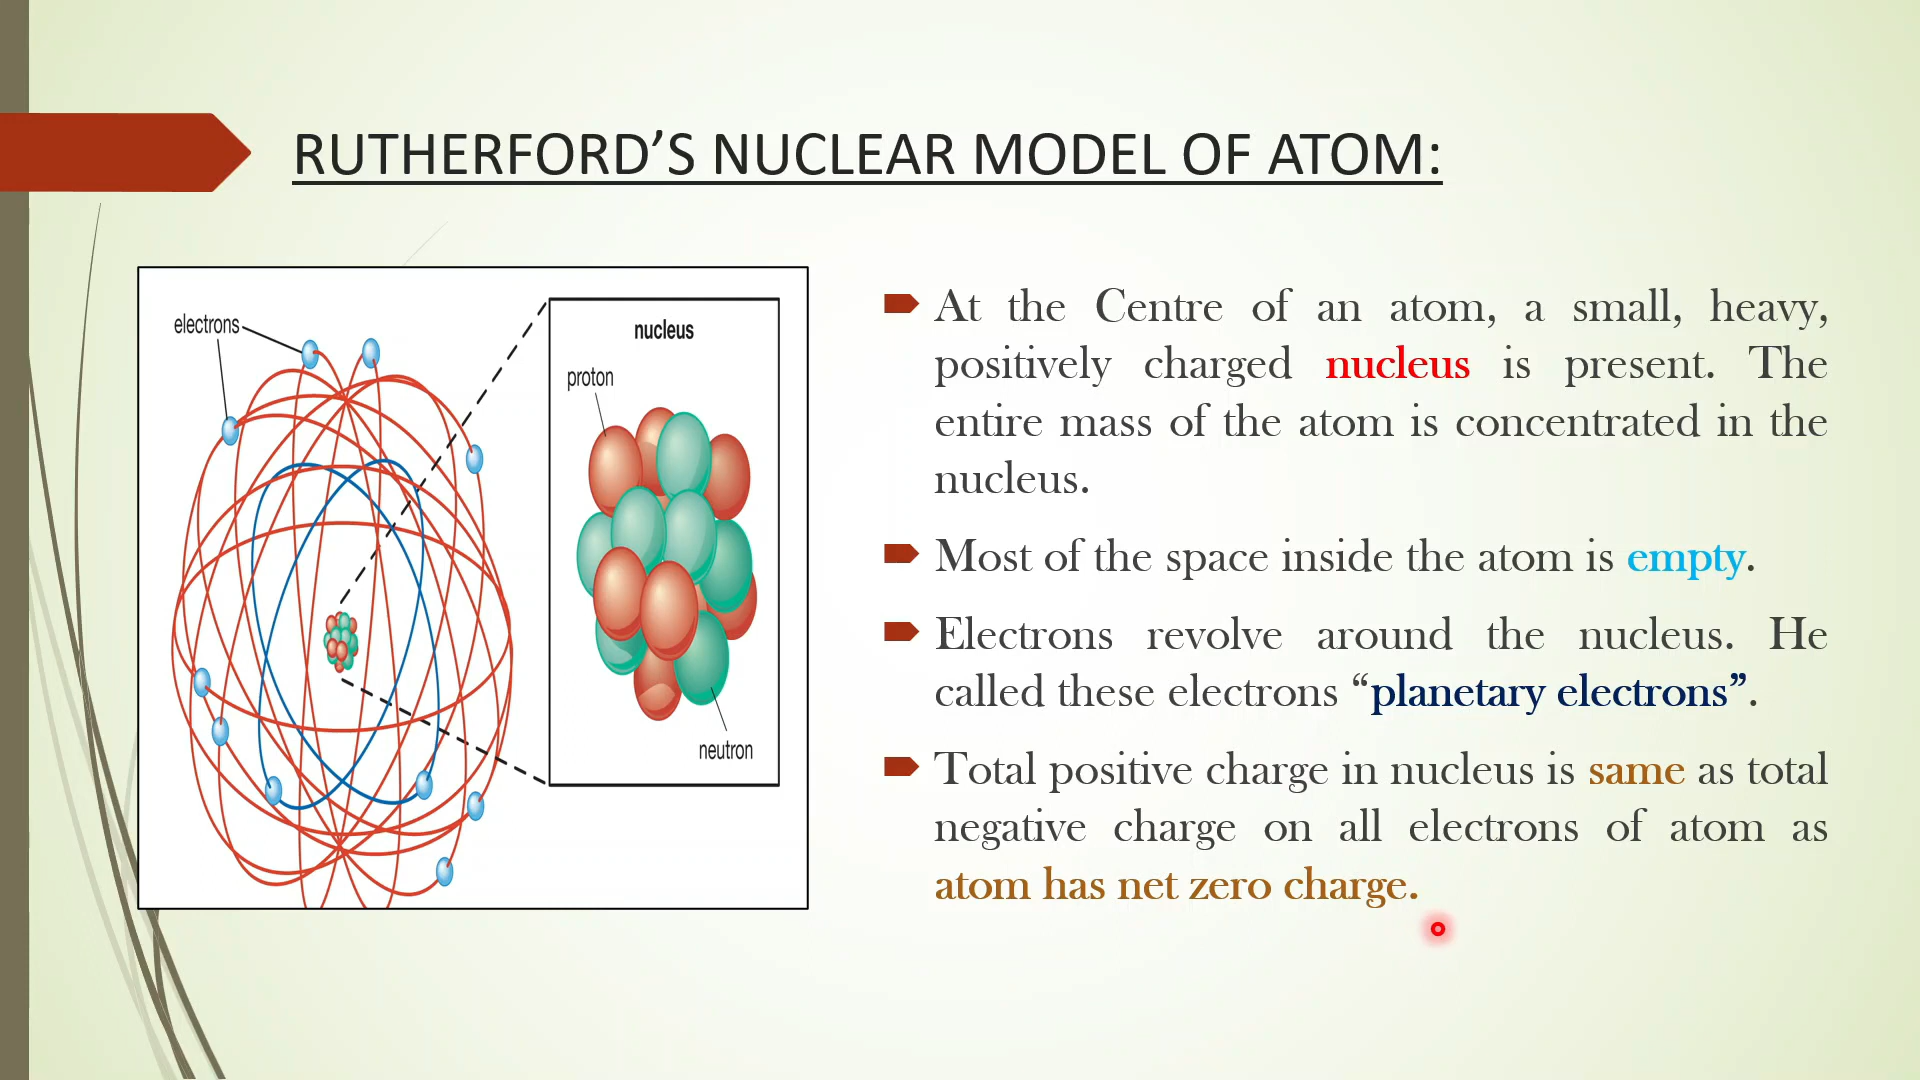 RUTHERFORD’S NUCLEAR MODEL OF ATOM:
electrons
nucleus
proton
neutron
At the Centre of an atom, a small, heavy,
positively charged nucleus is present. The
entire mass of the atom is concentrated in the
nucleus.
Most of the space inside the atom is empty.
Electrons revolve around the nucleus. He
called these electrons “planetary electrons”.
Total positive charge in nucleus is same as total
negative charge on all electrons of atom as
atom has net zero charge.